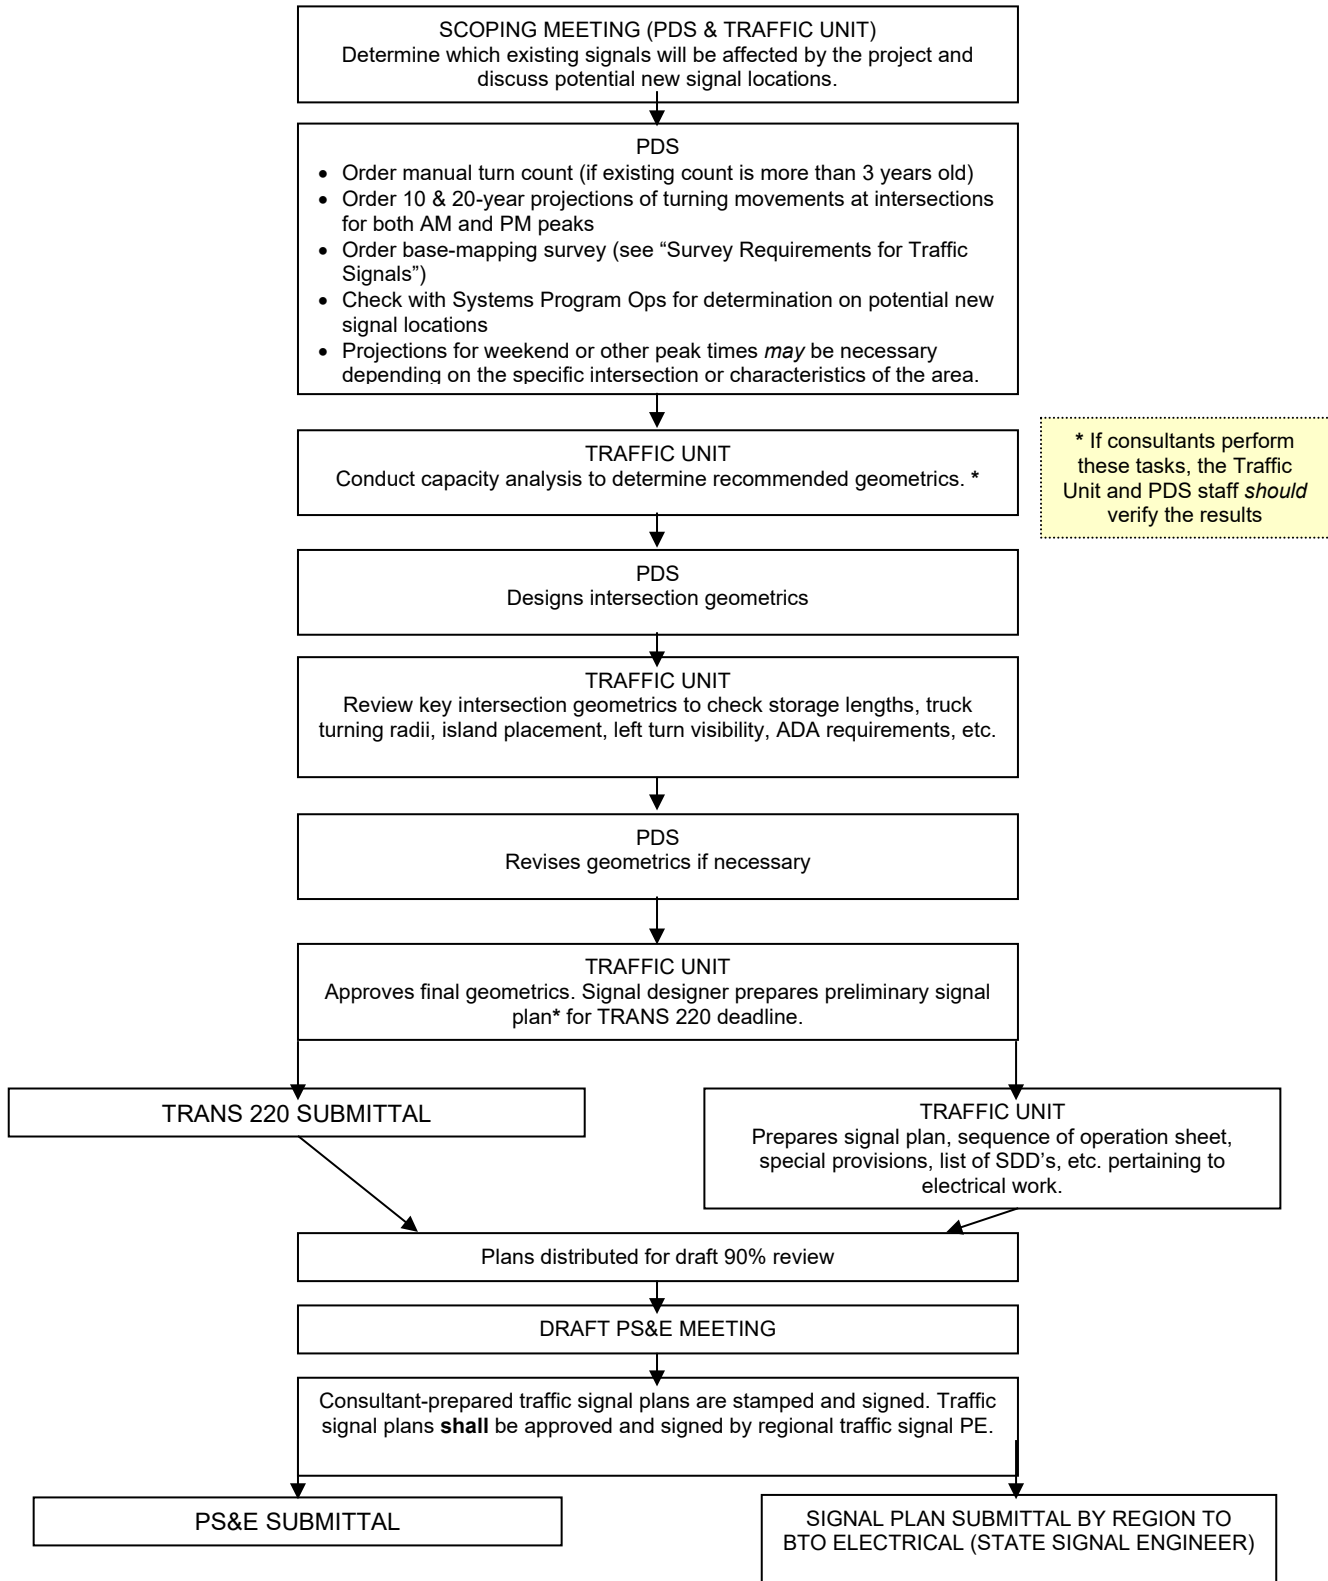 SCOPING MEETING (PDS & TRAFFIC UNIT)
Determine which existing signals will be affected by the project and
discuss potential new signal locations.
PDS
• Order manual turn count (if existing count is more than 3 years old)
• Order 10 & 20-year projections of turning movements at intersections
for both AM and PM peaks
• Order base-mapping survey (see “Survey Requirements for Traffic
Signals”)
• Check with Systems Program Ops for determination on potential new
signal locations
• Projections for weekend or other peak times may be necessary
depending on the specific intersection or characteristics of the area.
TRAFFIC UNIT
Conduct capacity analysis to determine recommended geometrics. *
* If consultants perform
these tasks, the Traffic
Unit and PDS staff should
verify the results
PDS
Designs intersection geometrics
TRAFFIC UNIT
Review key intersection geometrics to check storage lengths, truck
turning radii, island placement, left turn visibility, ADA requirements, etc.
PDS
Revises geometrics if necessary
TRAFFIC UNIT
Approves final geometrics. Signal designer prepares preliminary signal
plan* for TRANS 220 deadline.
TRANS 220 SUBMITTAL
TRAFFIC UNIT
Prepares signal plan, sequence of operation sheet,
special provisions, list of SDD’s, etc. pertaining to
electrical work.
Plans distributed for draft 90% review
DRAFT PS&E MEETING
Consultant-prepared traffic signal plans are stamped and signed. Traffic
signal plans shall be approved and signed by regional traffic signal PE.
PS&E SUBMITTAL
SIGNAL PLAN SUBMITTAL BY REGION TO
BTO ELECTRICAL (STATE SIGNAL ENGINEER)